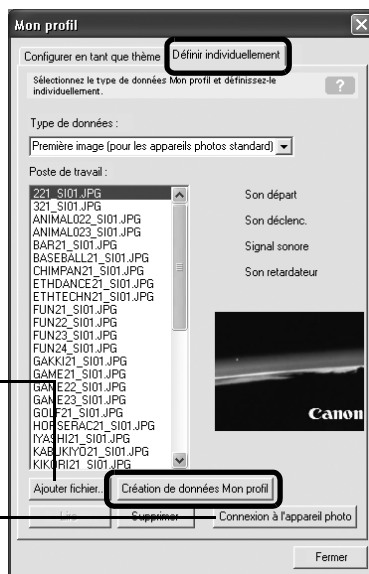 Mon profil
Configurer en tant que thème
Définir individuellement
Sélectionnez le type de données Mon profil et définissez-le
individuellement.
?
Type de données :
Première image (pour les appareils photos standard)
Poste de travail :
221_SI01.JPG
321_SI01.JPG
ANIMAL022_SI01.JPG
ANIMAL023_SI01.JPG
BAR21_SI01.JPG
BASEBALL21_SI01.JPG
CHIMPAN21_SI01.JPG
ETHDANCE21_SI01.JPG
ETHTECHN21_SI01.JPG
FUN21_SI01.JPG
FUN22_SI01.JPG
FUN23_SI01.JPG
FUN24_SI01.JPG
GAKKI21_SI01.JPG
GAME21_SI01.JPG
GAME22_SI01.JPG
GAME23_SI01.JPG
GOLF21_SI01.JPG
HORSERAC21_SI01.JPG
IYASHI21_SI01.JPG
KABUKIYO21_SI01.JPG
KIKORI21_SI01.JPG
Son départ
Son déclenc.
Signal sonore
Son retardateur
Canon
Ajouter fichier...
Création de données Mon profil
Lire
Supprimer
Connexion à l'appareil photo
Fermer